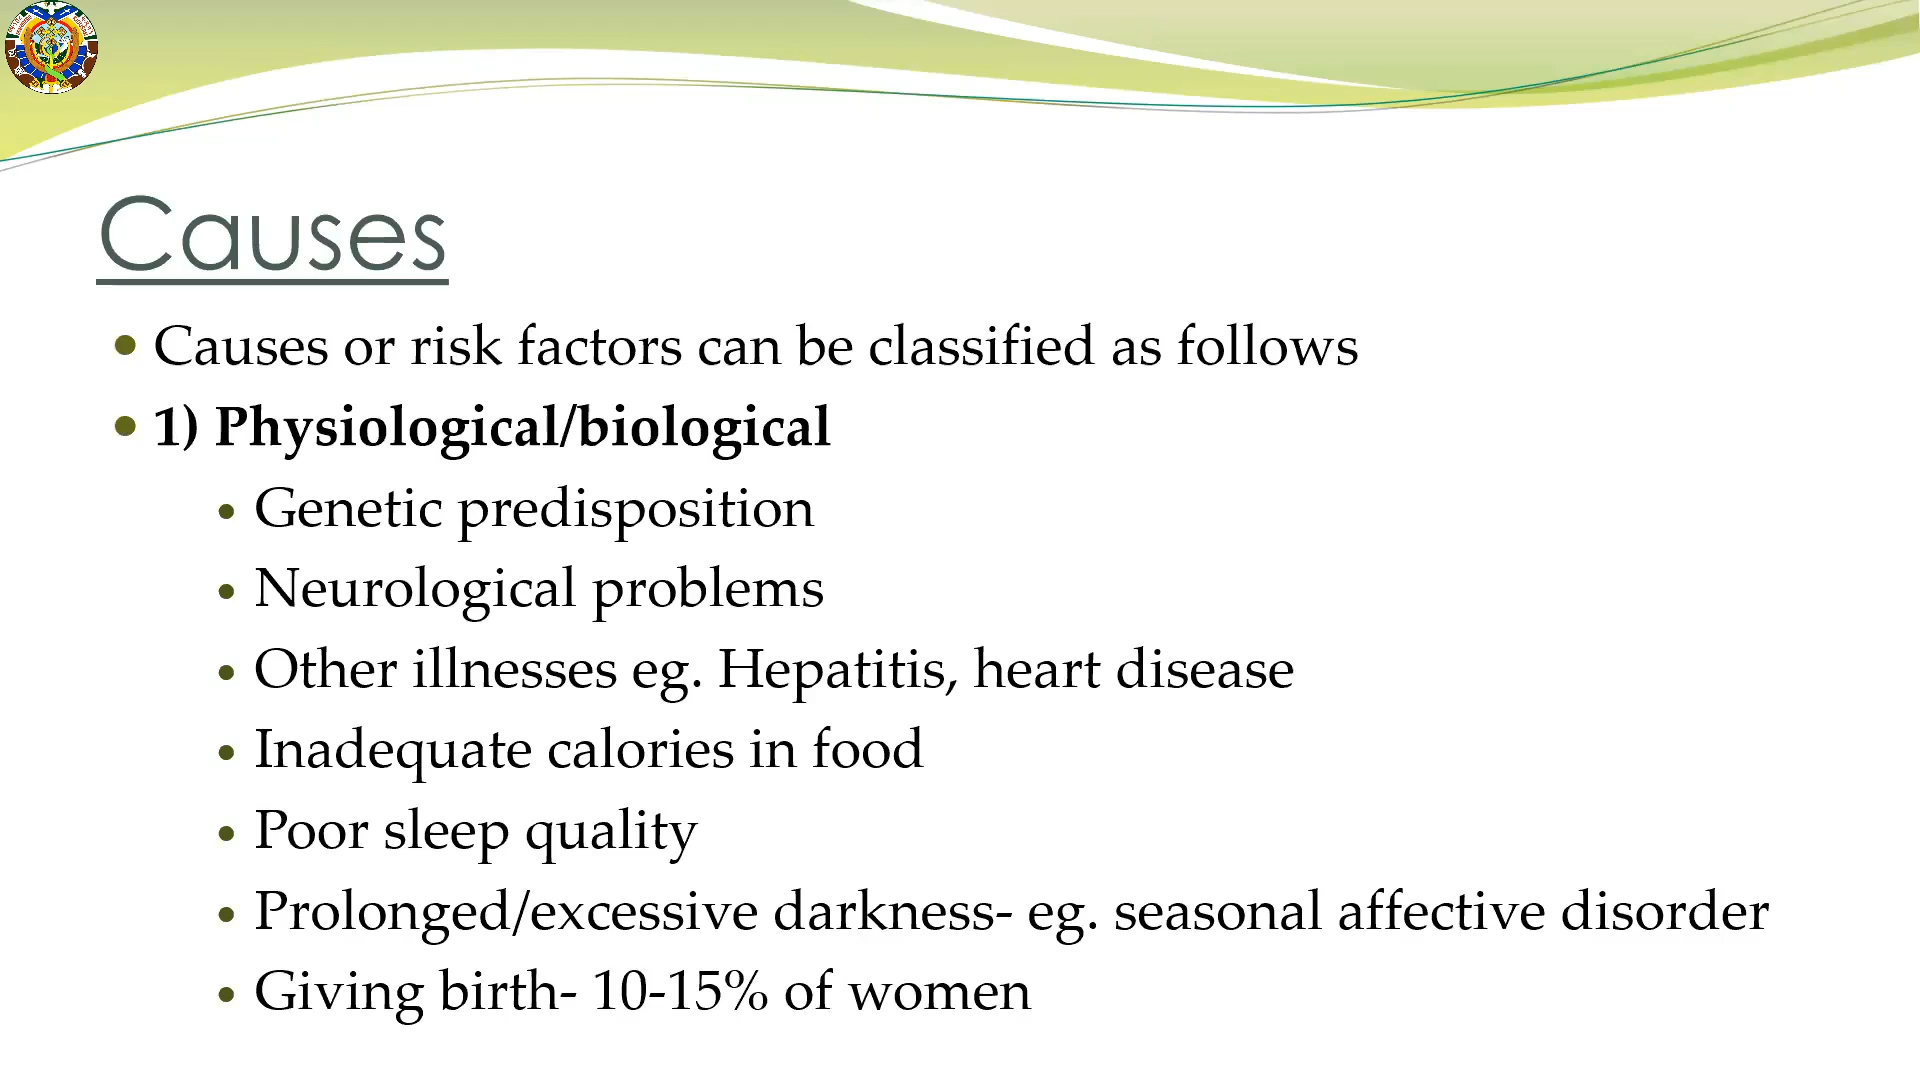 Causes
Causes or risk factors can be classified as follows
1) Physiological/biological
Genetic predisposition
Neurological problems
Other illnesses eg. Hepatitis, heart disease
Inadequate calories in food
Poor sleep quality
Prolonged/excessive darkness- eg. seasonal affective disorder
Giving birth- 10-15% of women